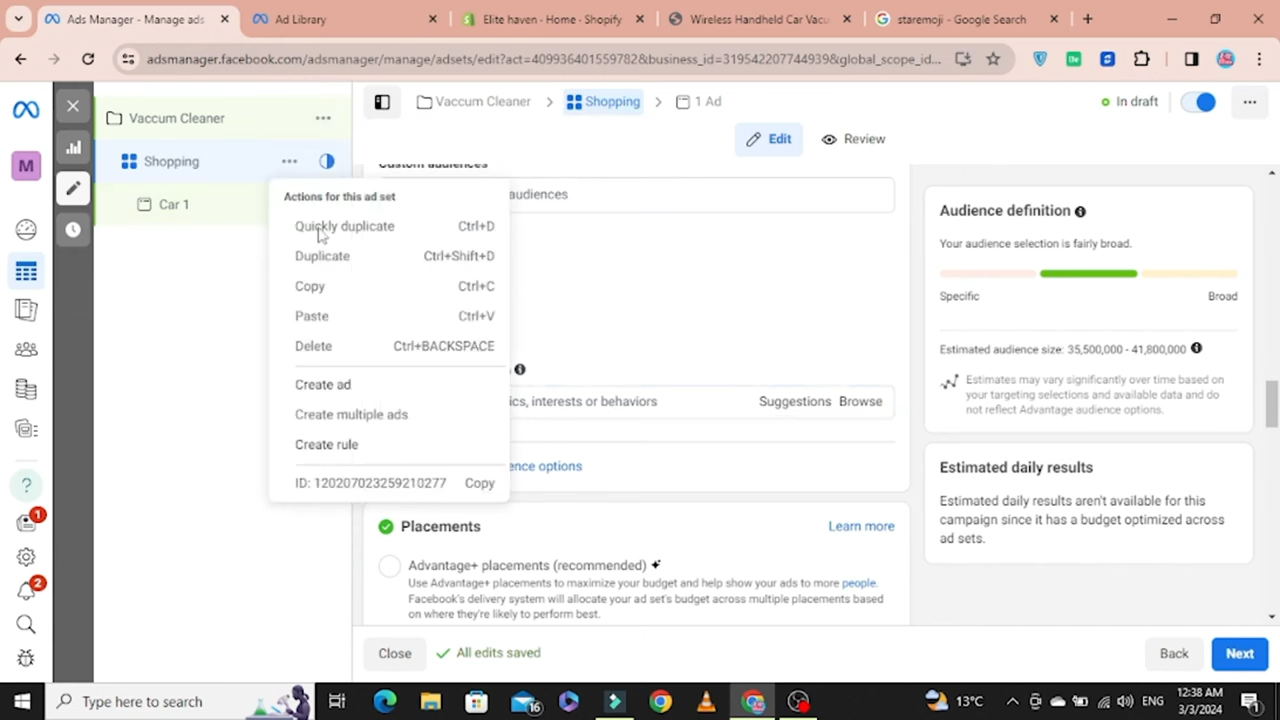 Ads Manager - Manage ads
Ad Library
Elite haven · Home · Shopify
Wireless Handheld Car Vacu
staremoji - Google Search
adsmanager.facebook.com/adsmanager/manage/adsets/edit?act=409936401559782&business_id=319542207744939&global_scope_id...
Vaccum Cleaner
Shopping
Car 1
Vaccum Cleaner
Shopping
1 Ad
In draft
Edit
Review
M
Actions for this ad set
Quickly duplicate Ctrl+D
Duplicate Ctrl+Shift+D
Copy Ctrl+C
Paste Ctrl+V
Delete Ctrl+BACKSPACE
Create ad
Create multiple ads
Create rule
ID: 120207023259210277 Copy
Custom audiences
audiences
ics, interests or behaviors Suggestions Browse
ence options
Placements Learn more
Advantage+ placements (recommended)
Use Advantage+ placements to maximize your budget and help show your ads to more people.
Facebook's delivery system will allocate your ad set's budget across multiple placements based
on where they're likely to perform best.
Audience definition
Your audience selection is fairly broad.
Specific Broad
Estimated audience size: 35,500,000 - 41,800,000
Estimates may vary significantly over time based on
your targeting selections and available data and do
not reflect Advantage audience options.
Estimated daily results
Estimated daily results aren't available for this
campaign since it has a budget optimized across
ad sets.
1
2
Close
All edits saved
Back
Next
Type here to search
16
13°C
ENG
12:38 AM
3/3/2024
1